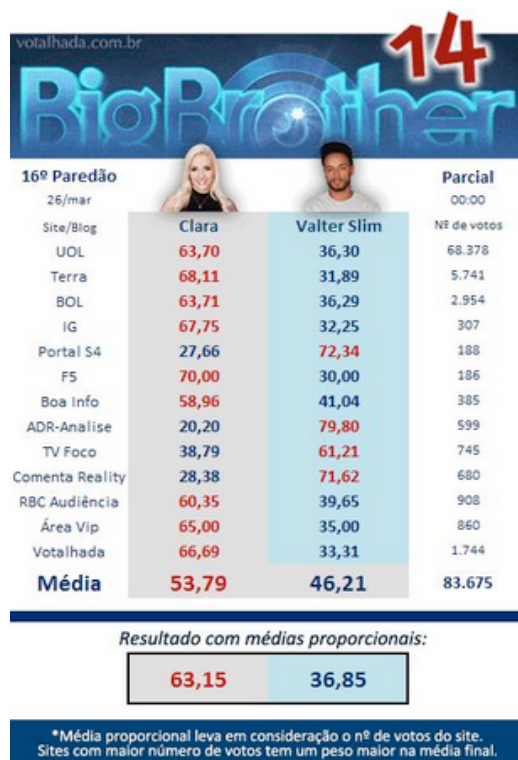 votalhada.com.br
14
BigBrother
16º Paredão Parcial
26/mar 00:00
Site/Blog Clara Valter Slim Nº de votos
UOL 63,70 36,30 68.378
Terra 68,11 31,89 5.741
BOL 63,71 36,29 2.954
IG 67,75 32,25 307
Portal S4 27,66 72,34 188
F5 70,00 30,00 186
Boa Info 58,96 41,04 385
ADR-Analise 20,20 79,80 599
TV Foco 38,79 61,21 745
Comenta Reality 28,38 71,62 680
RBC Audiência 60,35 39,65 908
Área Vip 65,00 35,00 860
Votalhada 66,69 33,31 1.744
Média 53,79 46,21 83.675
Resultado com médias proporcionais:
63,15 36,85
*Média proporcional leva em consideração o nº de votos do site.
Sites com maior número de votos tem um peso maior na média final.